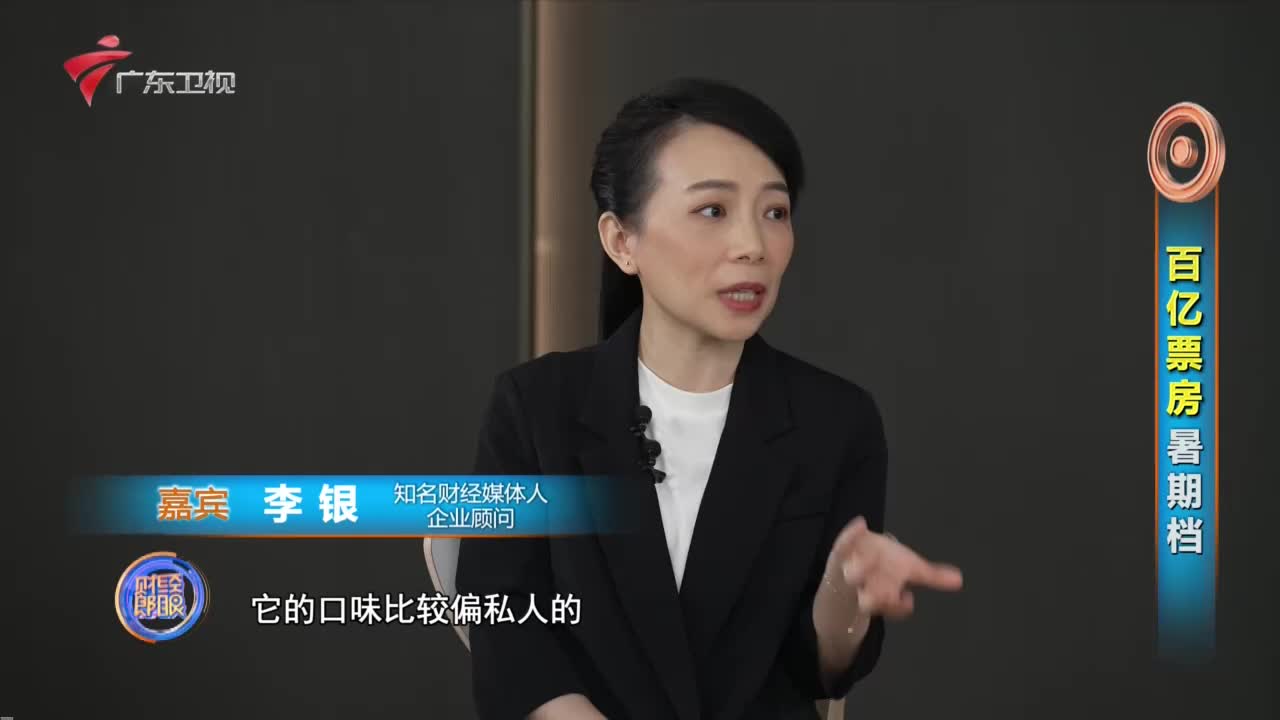 广东卫视
百亿票房暑期档
嘉宾 李银 知名财经媒体人
企业顾问
财经
郎眼
它的口味比较偏私人的